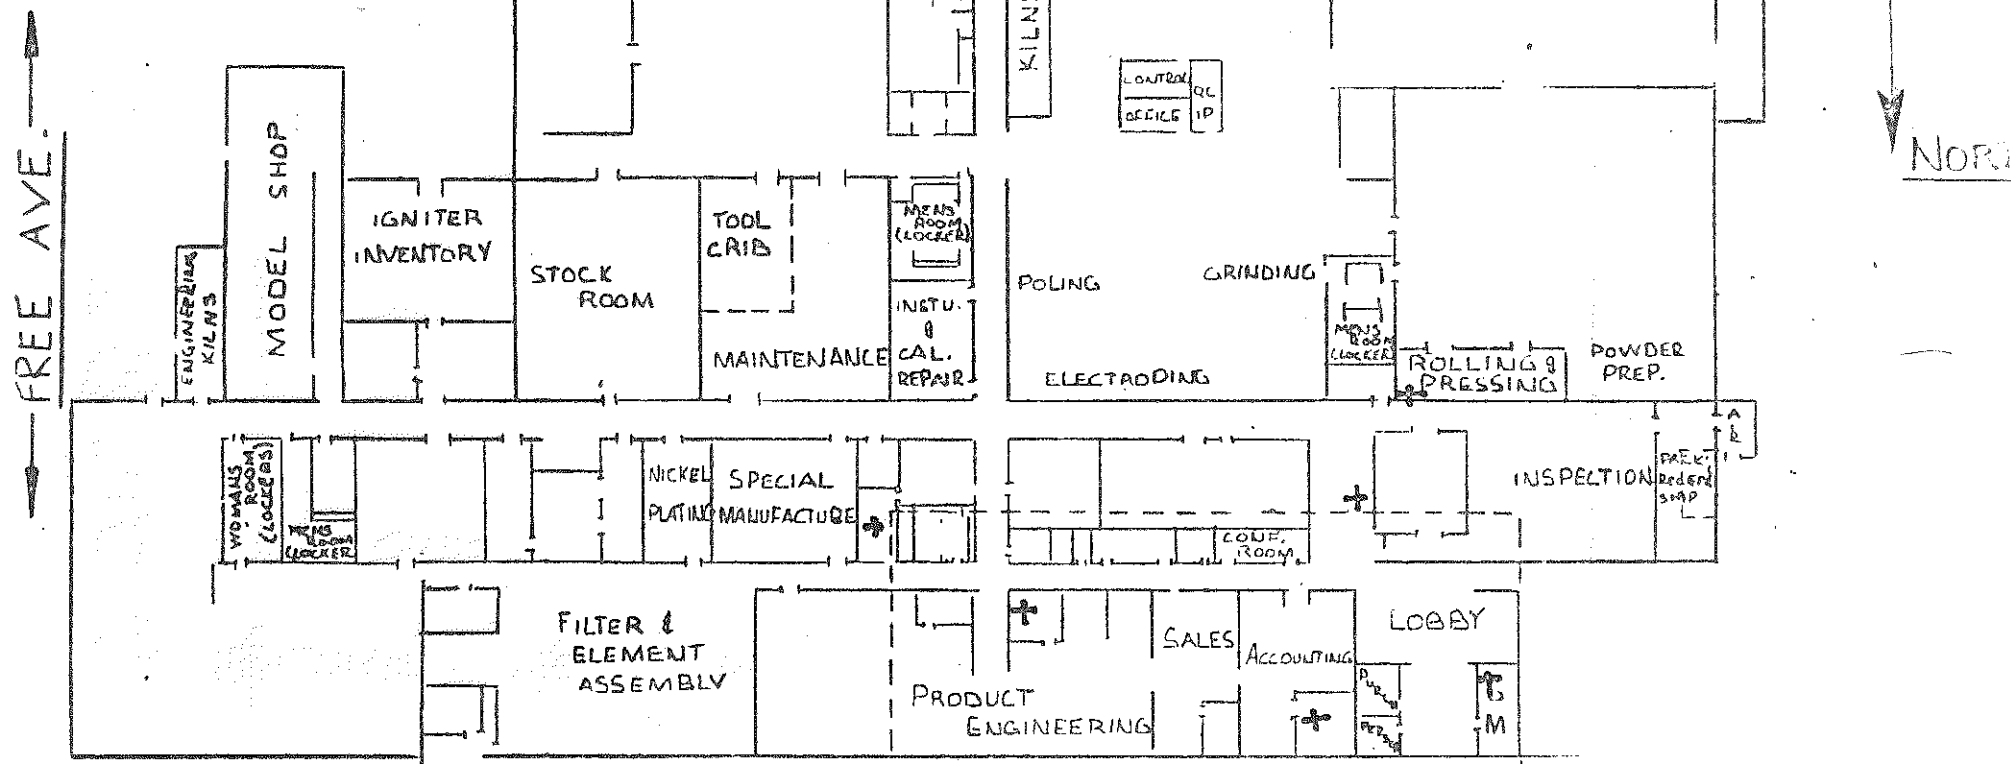 FREE AVE.
KILNS
CONTROL
OFFICE
QC
IP
MODEL SHOP
ENGINEERING
KILNS
IGNITER
INVENTORY
STOCK
ROOM
TOOL
CRIB
MAINTENANCE
MENS
ROOM
(LOCKER)
INSTU.
&
CAL.
REPAIR
POLING
GRINDING
ELECTRODING
MENS
ROOM
(LOCKER)
ROLLING &
PRESSING
POWDER
PREP.
WOMANS
ROOM
(LOCKERS)
MENS
ROOM
(LOCKER
NICKEL
PLATING
SPECIAL
MANUFACTURE
CONF.
ROOM
INSPECTION
FILTER &
ELEMENT
ASSEMBLY
PRODUCT
ENGINEERING
SALES
ACCOUNTING
LOBBY
G
M